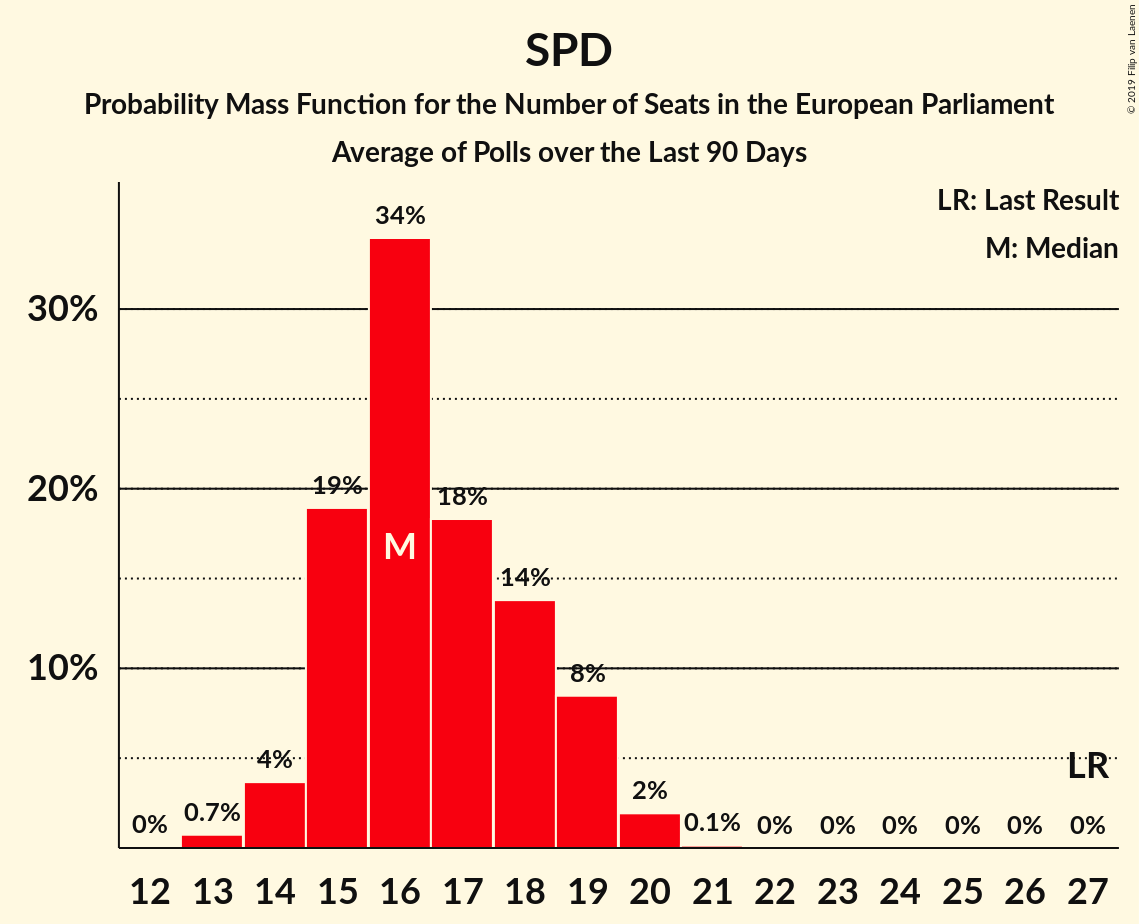 SPD
Probability Mass Function for the Number of Seats in the European Parliament
Average of Polls over the Last 90 Days
© 2019 Filip van Laenen
LR: Last Result
M: Median
34%
30%
20%
19%
18%
M
14%
10%
8%
4%
LR
2%
0%
0.7%
0.1%
0%
0%
0%
0%
0%
0%
12 13 14 15 16 17 18 19 20 21 22 23 24 25 26 27